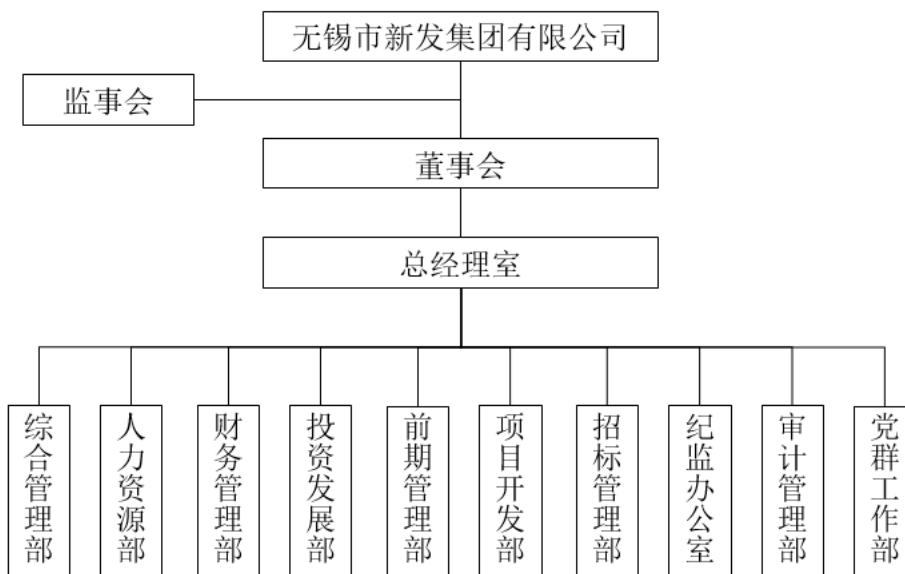 无锡市新发集团有限公司
监事会
董事会
总经理室
综合管理部
人力资源部
财务管理部
投资发展部
前期管理部
项目开发部
招标管理部
纪监办公室
审计管理部
党群工作部